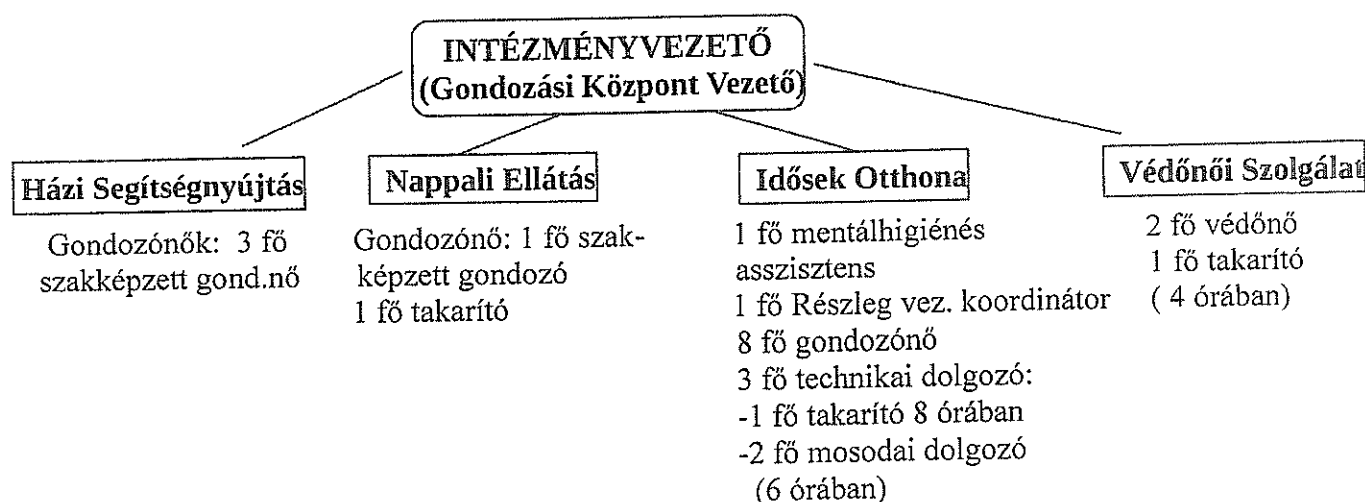 INTÉZMÉNYVEZETŐ
(Gondozási Központ Vezető)
Házi Segítségnyújtás
Gondozónők: 3 fő
szakképzett gond.nő
Nappali Ellátás
Gondozónő: 1 fő szak-
képzett gondozó
1 fő takarító
Idősek Otthona
1 fő mentálhigiénés
asszisztens
1 fő Részleg vez. koordinátor
8 fő gondozónő
3 fő technikai dolgozó:
-1 fő takarító 8 órában
-2 fő mosodai dolgozó
(6 órában)
Védőnői Szolgálat
2 fő védőnő
1 fő takarító
( 4 órában)